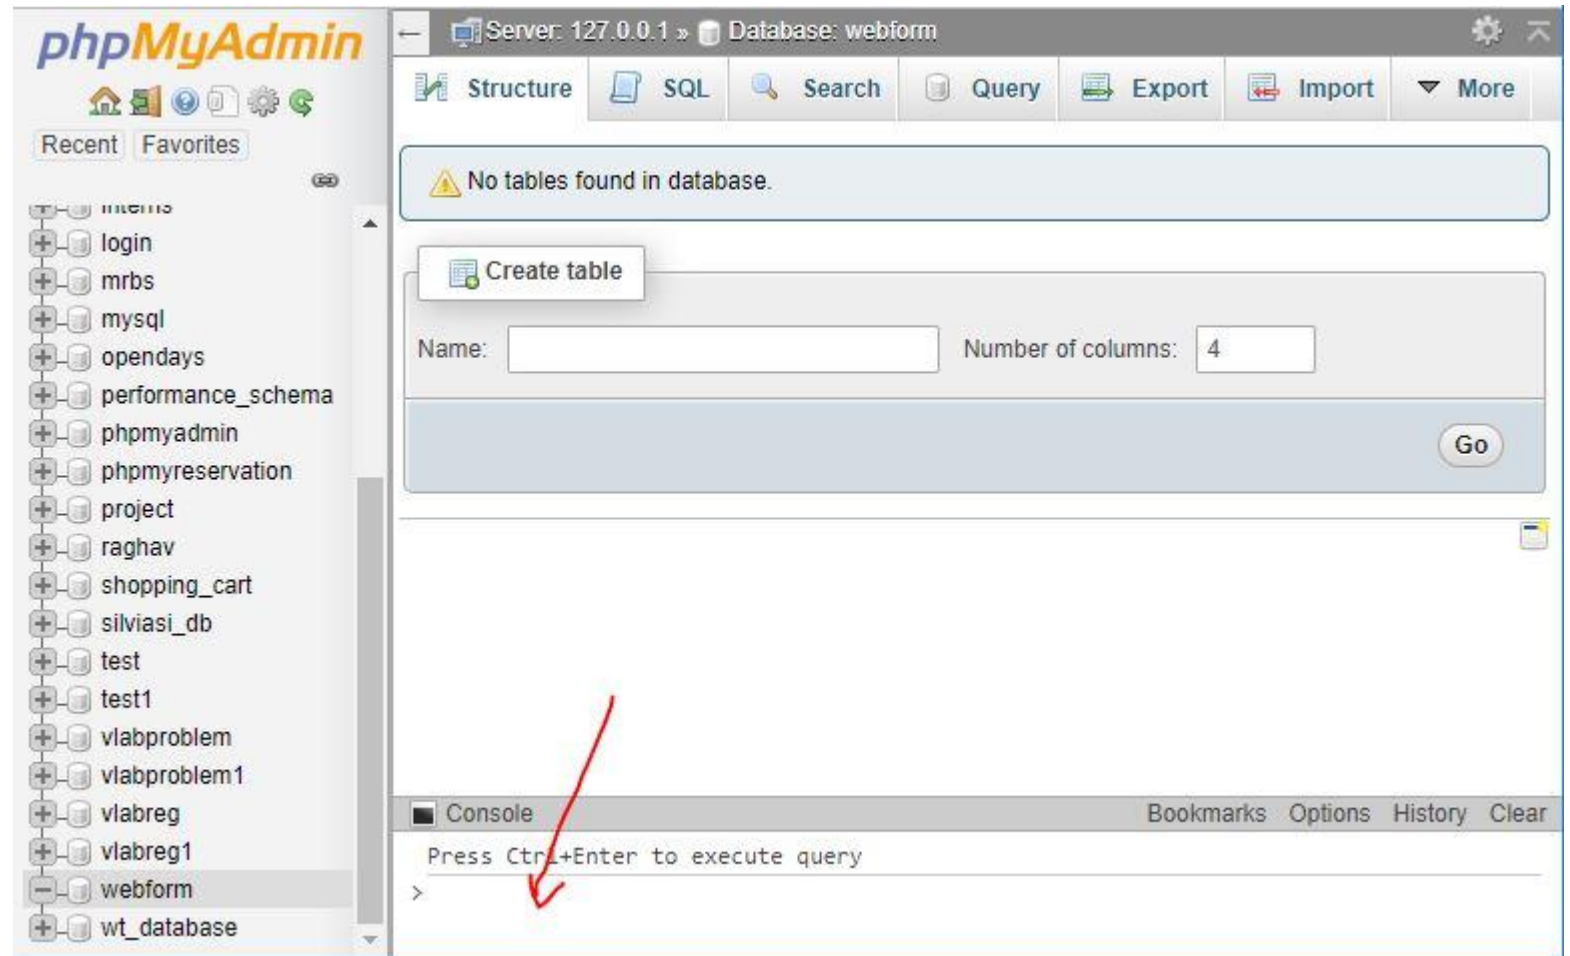 phpMyAdmin
Recent Favorites
interns
login
mrbs
mysql
opendays
performance_schema
phpmyadmin
phpmyreservation
project
raghav
shopping_cart
silviasi_db
test
test1
vlabproblem
vlabproblem1
vlabreg
vlabreg1
webform
wt_database
← Server: 127.0.0.1 » Database: webform
Structure SQL Search Query Export Import More
No tables found in database.
Create table
Name: Number of columns: 4
Go
Console Bookmarks Options History Clear
Press Ctrl+Enter to execute query
>